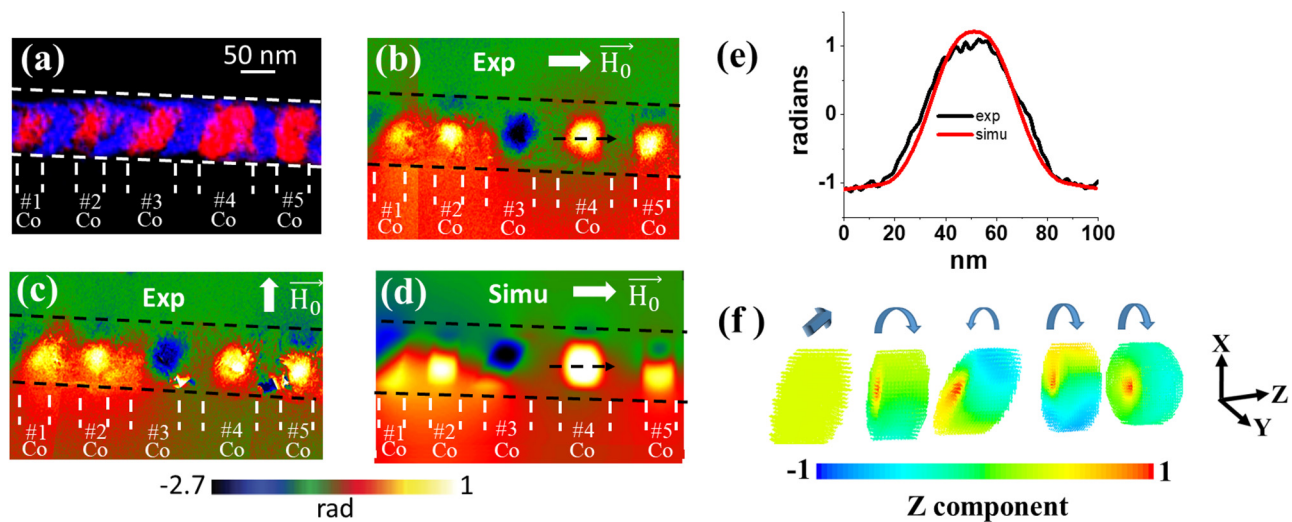 (a)
50 nm
#1 #2 #3 #4 #5
Co Co Co Co Co
(b) Exp H0
#1 #2 #3 #4 #5
Co Co Co Co Co
(c) Exp H0
#1 #2 #3 #4 #5
Co Co Co Co Co
(d) Simu H0
#1 #2 #3 #4 #5
Co Co Co Co Co
-2.7 1
rad
(e)
radians
1
0
-1
exp
simu
0 20 40 60 80 100
nm
(f)
X
Z
Y
-1 1
Z component